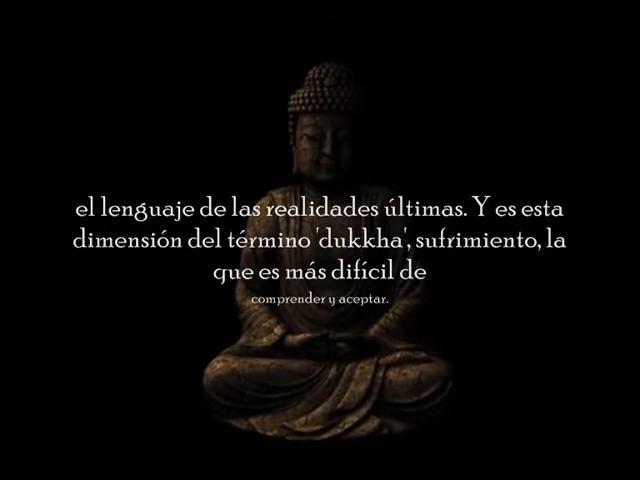 el lenguaje de las realidades últimas. Y es esta
dimensión del término 'dukkha', sufrimiento, la
que es más difícil de
comprender y aceptar.